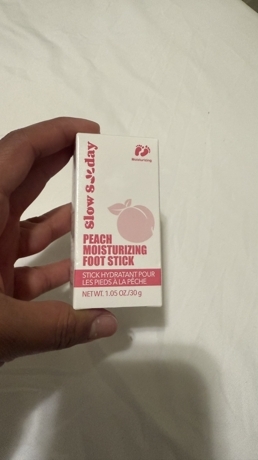 slow sunday
Moisturizing
PEACH
MOISTURIZING
FOOT STICK
STICK HYDRATANT POUR
LES PIEDS A LA PÊCHE
NET WT. 1.05 OZ./30 g